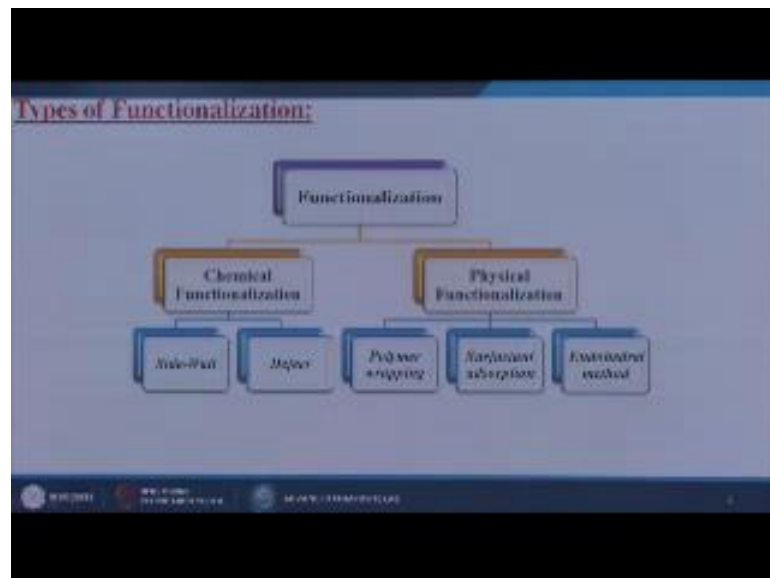 Types of Functionalization:
Functionalization
Chemical
Functionalization
Physical
Functionalization
Side-Wall
Defect
Polymer
wrapping
Surfactant
adsorption
Endohedral
method